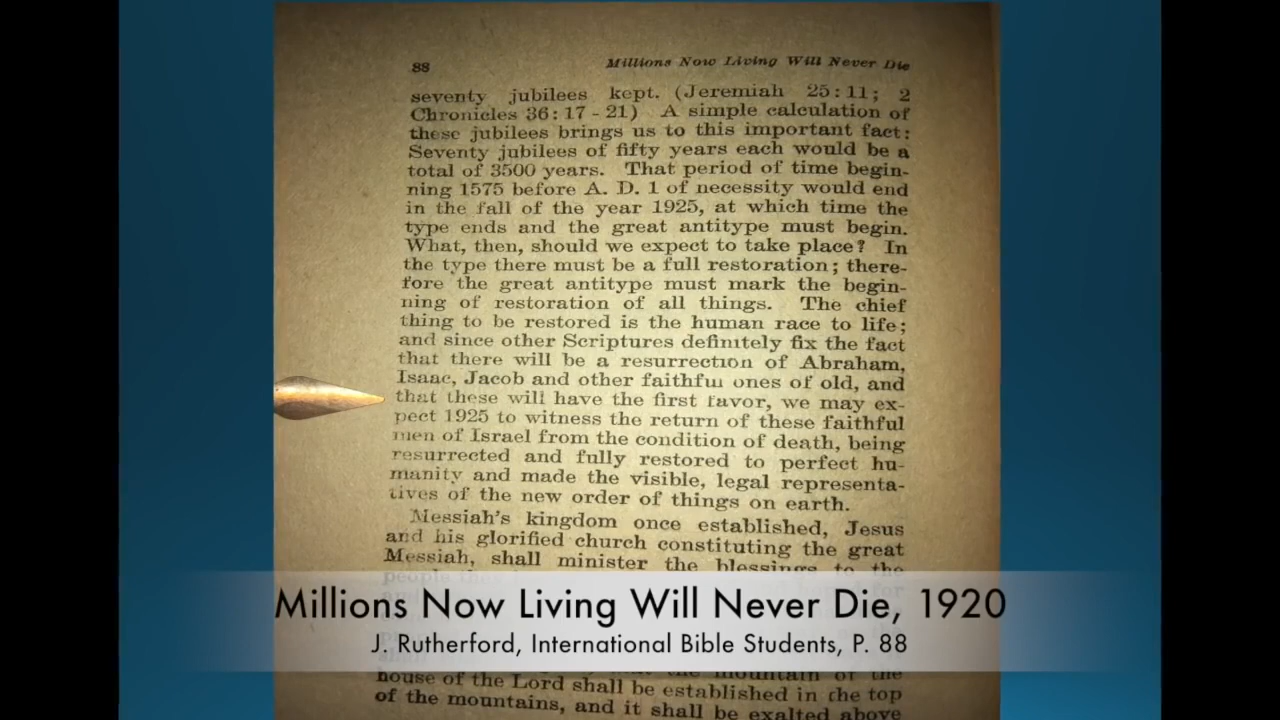 88 Millions Now Living Will Never Die
seventy jubilees kept. (Jeremiah 25:11; 2
Chronicles 36:17-21) A simple calculation of
these jubilees brings us to this important fact:
Seventy jubilees of fifty years each would be a
total of 3500 years. That period of time begin-
ning 1575 before A. D. 1 of necessity would end
in the fall of the year 1925, at which time the
type ends and the great antitype must begin.
What, then, should we expect to take place? In
the type there must be a full restoration; there-
fore the great antitype must mark the begin-
ning of restoration of all things. The chief
thing to be restored is the human race to life;
and since other Scriptures definitely fix the fact
that there will be a resurrection of Abraham,
Isaac, Jacob and other faithful ones of old, and
that these will have the first favor, we may ex-
pect 1925 to witness the return of these faithful
men of Israel from the condition of death, being
resurrected and fully restored to perfect hu-
manity and made the visible, legal representa-
tives of the new order of things on earth.
Messiah's kingdom once established, Jesus
and his glorified church constituting the great
Messiah, shall minister the blessings to the
people
Millions Now Living Will Never Die, 1920
J. Rutherford, International Bible Students, P. 88
the mountain of the
house of the Lord shall be established in the top
of the mountains, and it shall be exalted above